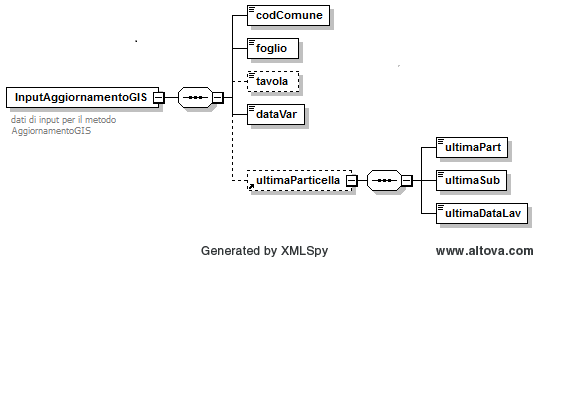 codComune
foglio
tavola
InputAggiornamentoGIS
dataVar
dati di input per il metodo
AggiornamentoGIS
ultimaParticella
ultimaPart
ultimaSub
ultimaDataLav
Generated by XMLSpy
www.altova.com